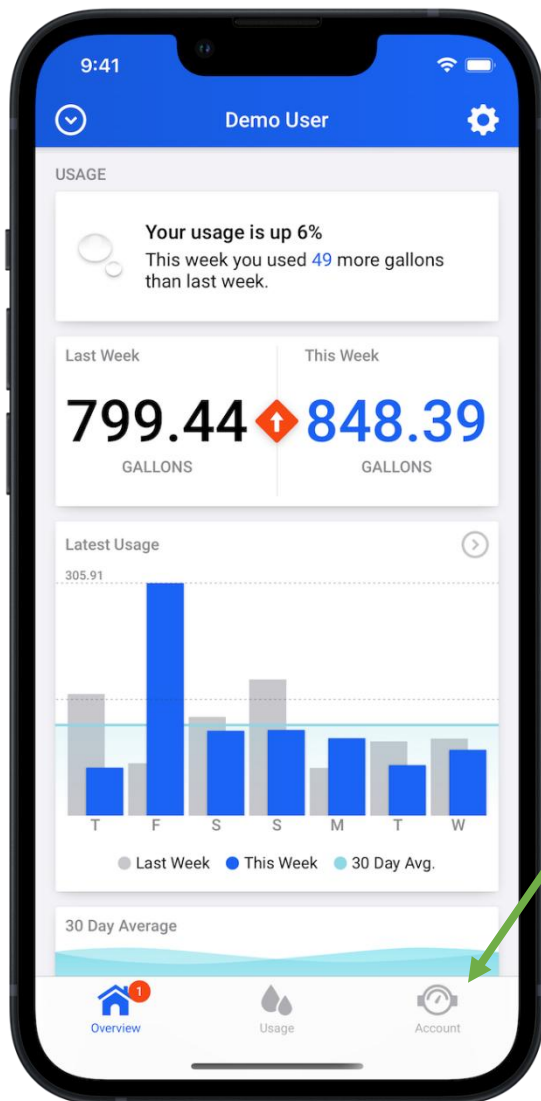 9:41
Demo User
USAGE
Your usage is up 6%
This week you used 49 more gallons
than last week.
Last Week
This Week
799.44
848.39
GALLONS
GALLONS
Latest Usage
305.91
T F S S M T W
Last Week This Week 30 Day Avg.
30 Day Average
1
Overview
Usage
Account